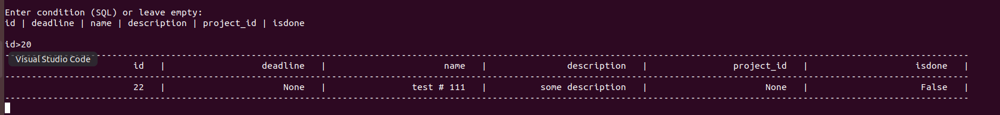 Enter condition (SQL) or leave empty:
id | deadline | name | description | project_id | isdone
id>20
Visual Studio Code
id | deadline | name | description | project_id | isdone |
22 | None | test # 111 | some description | None | False |